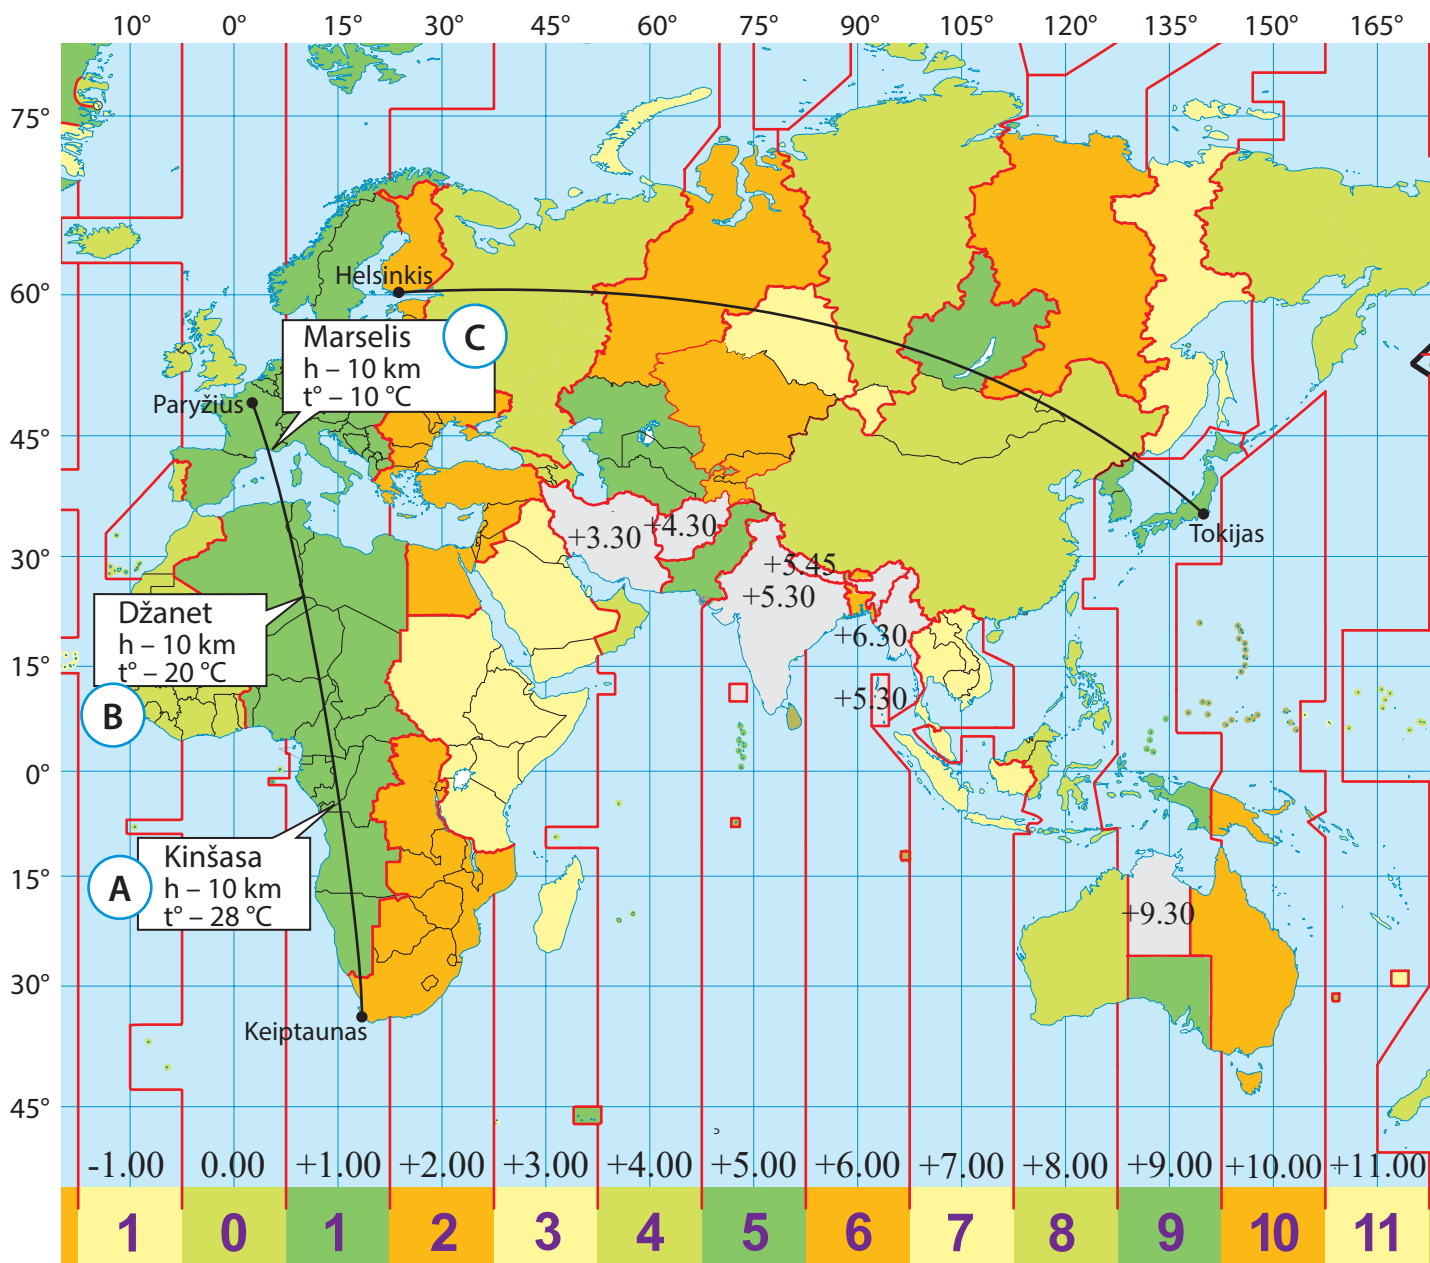 10° 0° 15° 30° 45° 60° 75° 90° 105° 120° 135° 150° 165°
75°
60°
45°
30°
15°
0°
15°
30°
45°
Helsinkis
C
Marselis
h – 10 km
t° – 10 °C
Paryžius
Tokijas
+3.30
+4.30
+5.45
+5.30
+6.30
+5.30
Džanet
h – 10 km
t° – 20 °C
B
A
Kinšasa
h – 10 km
t° – 28 °C
+9.30
Keiptaunas
-1.00 0.00 +1.00 +2.00 +3.00 +4.00 +5.00 +6.00 +7.00 +8.00 +9.00 +10.00 +11.00
1 0 1 2 3 4 5 6 7 8 9 10 11